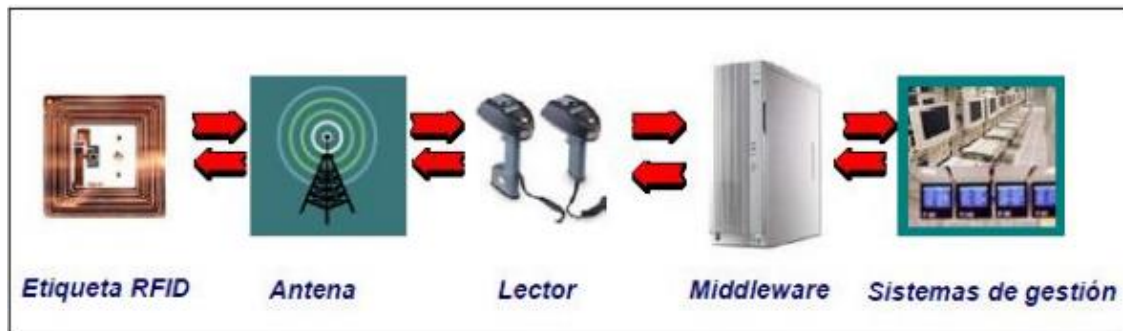 Etiqueta RFID
Antena
Lector
Middleware
Sistemas de gestión